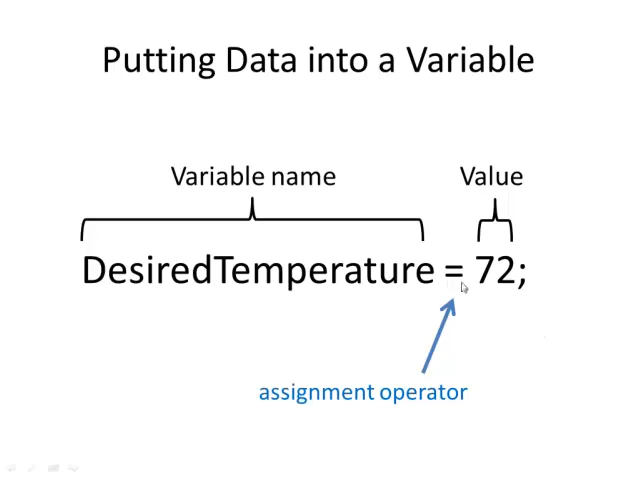 Putting Data into a Variable
Variable name Value
DesiredTemperature = 72;
assignment operator